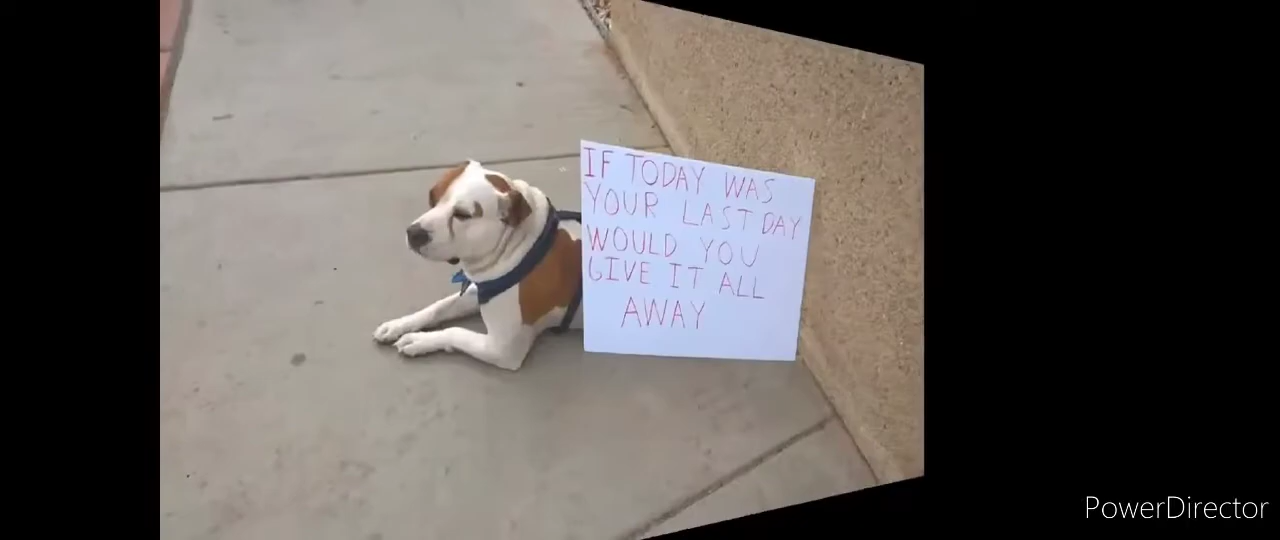 IF TODAY WAS
YOUR LAST DAY
WOULD YOU
GIVE IT ALL
AWAY
PowerDirector